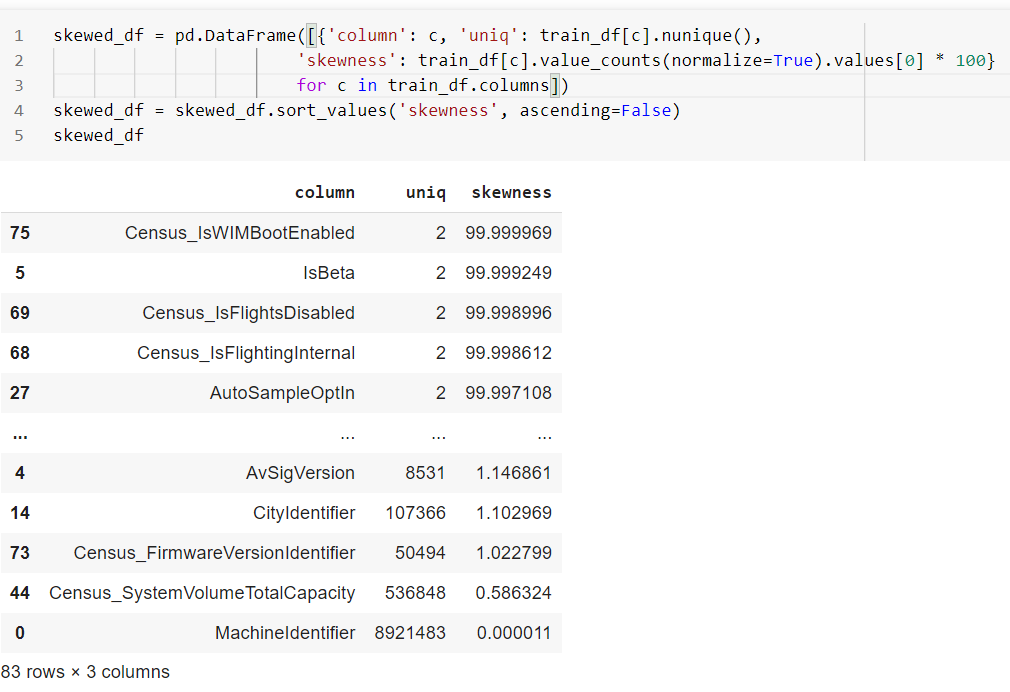 1 skewed_df = pd.DataFrame([{'column': c, 'uniq': train_df[c].nunique(),
2 'skewness': train_df[c].value_counts(normalize=True).values[0] * 100}
3 for c in train_df.columns])
4 skewed_df = skewed_df.sort_values('skewness', ascending=False)
5 skewed_df
column uniq skewness
75 Census_IsWIMBootEnabled 2 99.999969
5 IsBeta 2 99.999249
69 Census_IsFlightsDisabled 2 99.998996
68 Census_IsFlightingInternal 2 99.998612
27 AutoSampleOptIn 2 99.997108
... ... ... ...
4 AvSigVersion 8531 1.146861
14 CityIdentifier 107366 1.102969
73 Census_FirmwareVersionIdentifier 50494 1.022799
44 Census_SystemVolumeTotalCapacity 536848 0.586324
0 MachineIdentifier 8921483 0.000011
83 rows × 3 columns